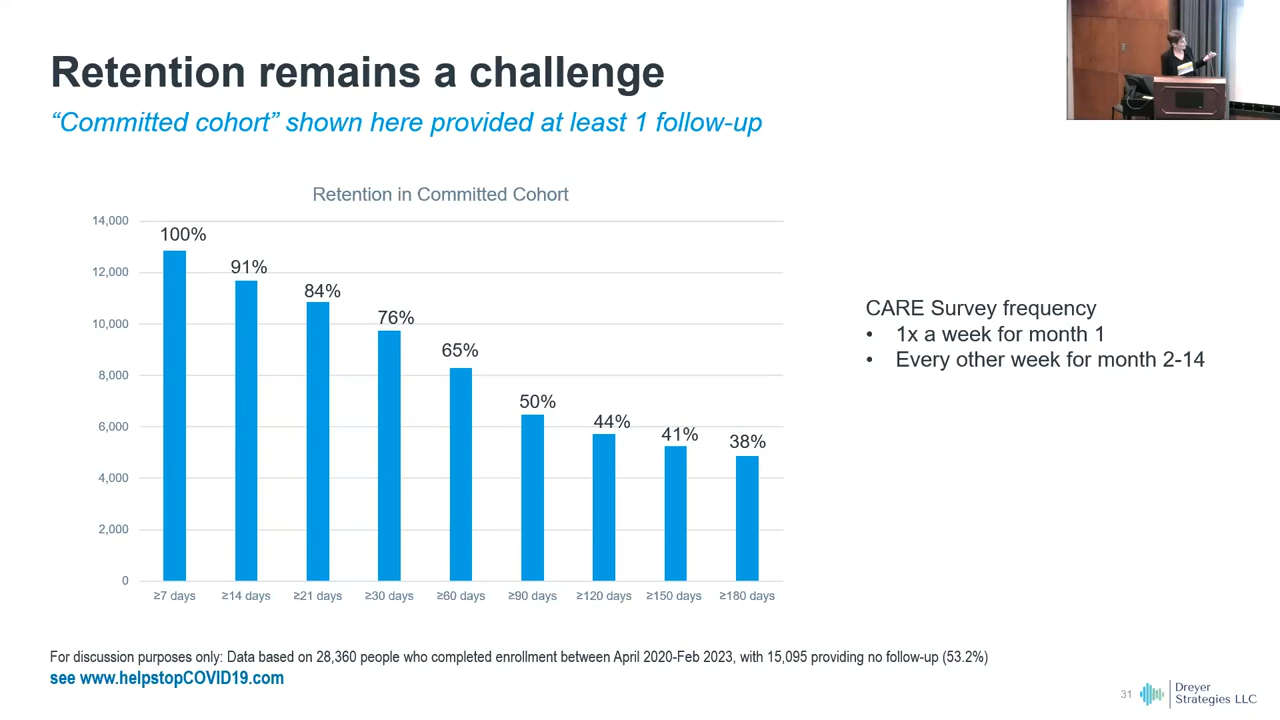 Retention remains a challenge
“Committed cohort” shown here provided at least 1 follow-up
Retention in Committed Cohort
14,000
12,000
10,000
8,000
6,000
4,000
2,000
0
100%
91%
84%
76%
65%
50%
44%
41%
38%
≥7 days
≥14 days
≥21 days
≥30 days
≥60 days
≥90 days
≥120 days
≥150 days
≥180 days
CARE Survey frequency
• 1x a week for month 1
• Every other week for month 2-14
For discussion purposes only: Data based on 28,360 people who completed enrollment between April 2020-Feb 2023, with 15,095 providing no follow-up (53.2%)
see www.helpstopCOVID19.com
31
Dreyer
Strategies LLC